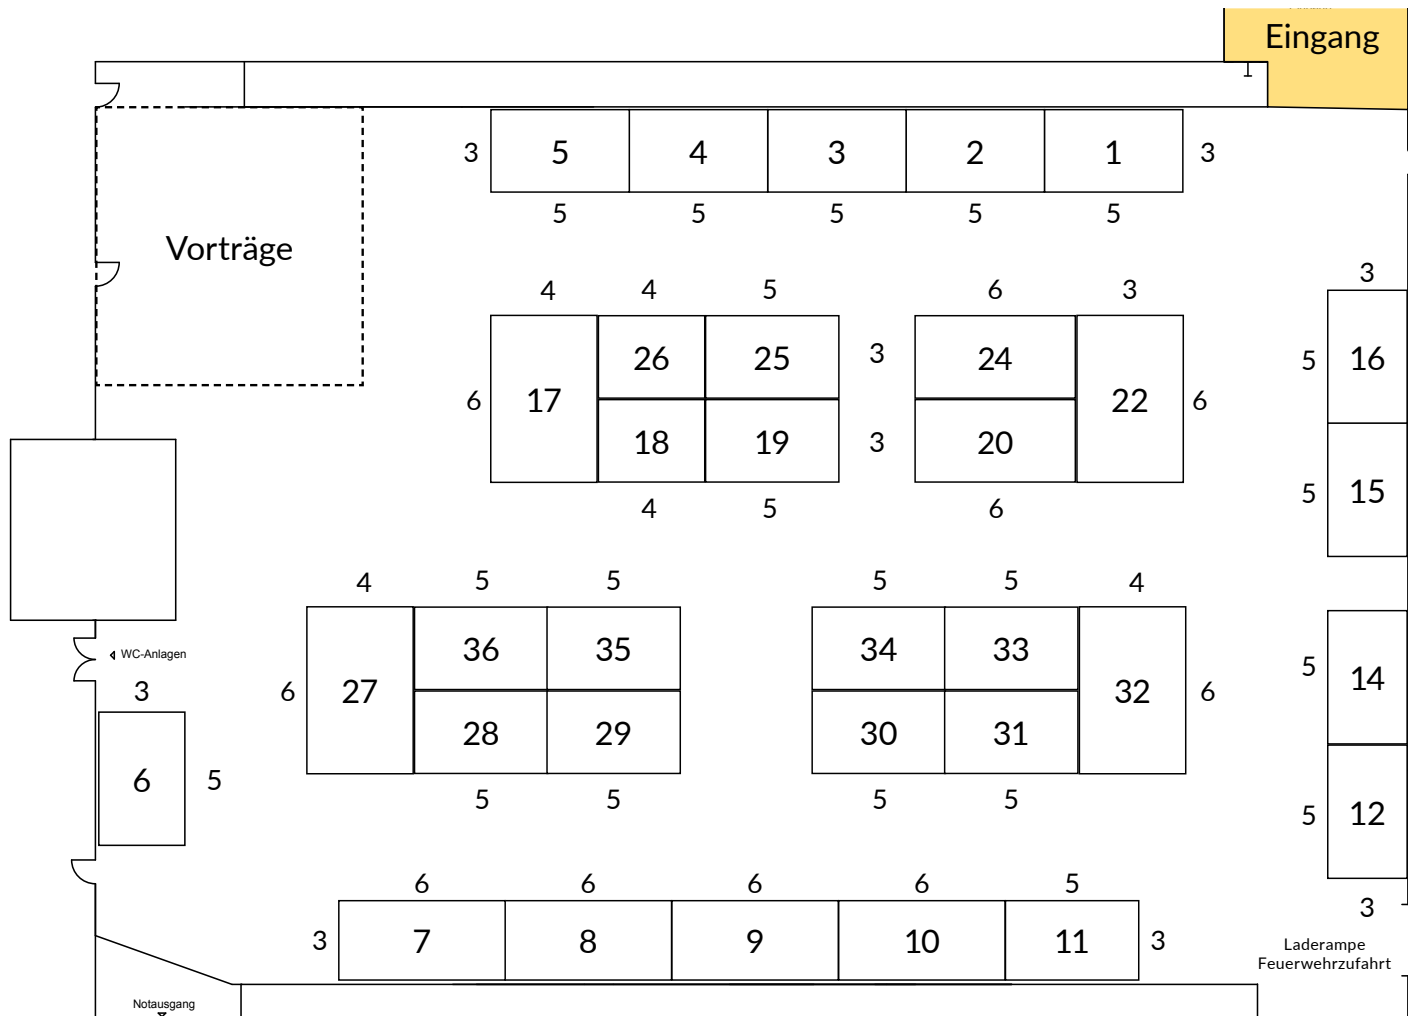 Eingang
3 5 4 3 2 1 3
5 5 5 5 5
Vorträge
3
4 4 5 6 3
26 25 3 24 5 16
6 17 22 6
18 19 3 20
5 15
4 5 6
4 5 5 5 5 4
WC-Anlagen
36 35 34 33 5 14
3 6 27 32 6
28 29 30 31
6 5
5 5 5 5 5 12
6 6 6 6 5
3
3 7 8 9 10 11 3
Laderampe
Feuerwehrzufahrt
Notausgang